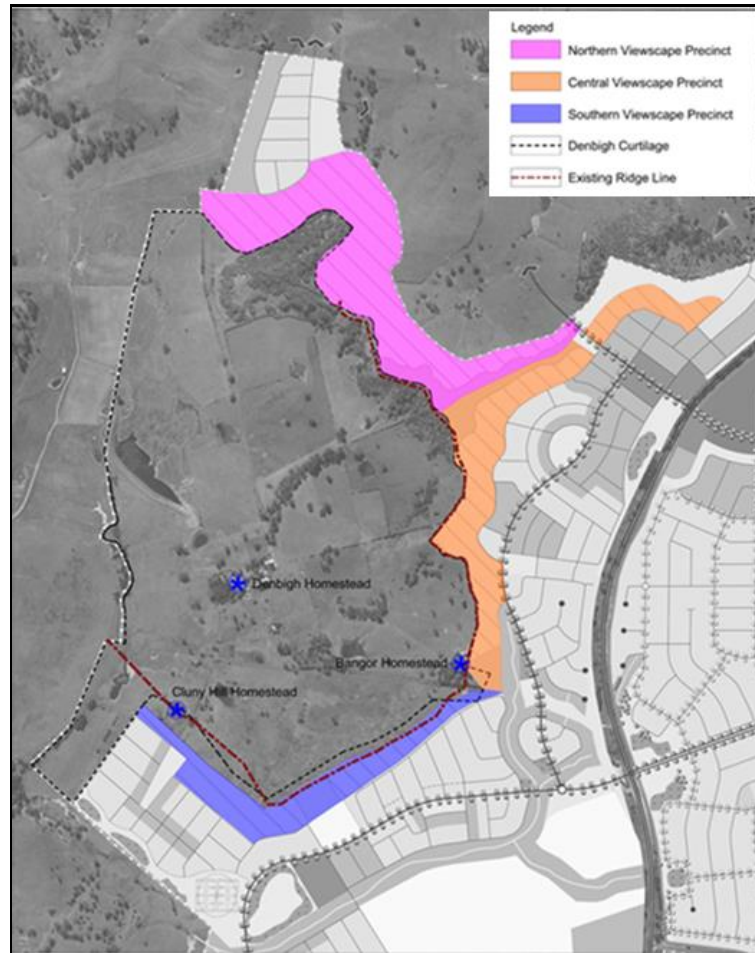 Legend
Northern Viewscape Precinct
Central Viewscape Precinct
Southern Viewscape Precinct
Denbigh Curtilage
Existing Ridge Line
Denbigh Homestead
Bangor Homestead
Cluny Hill Homestead